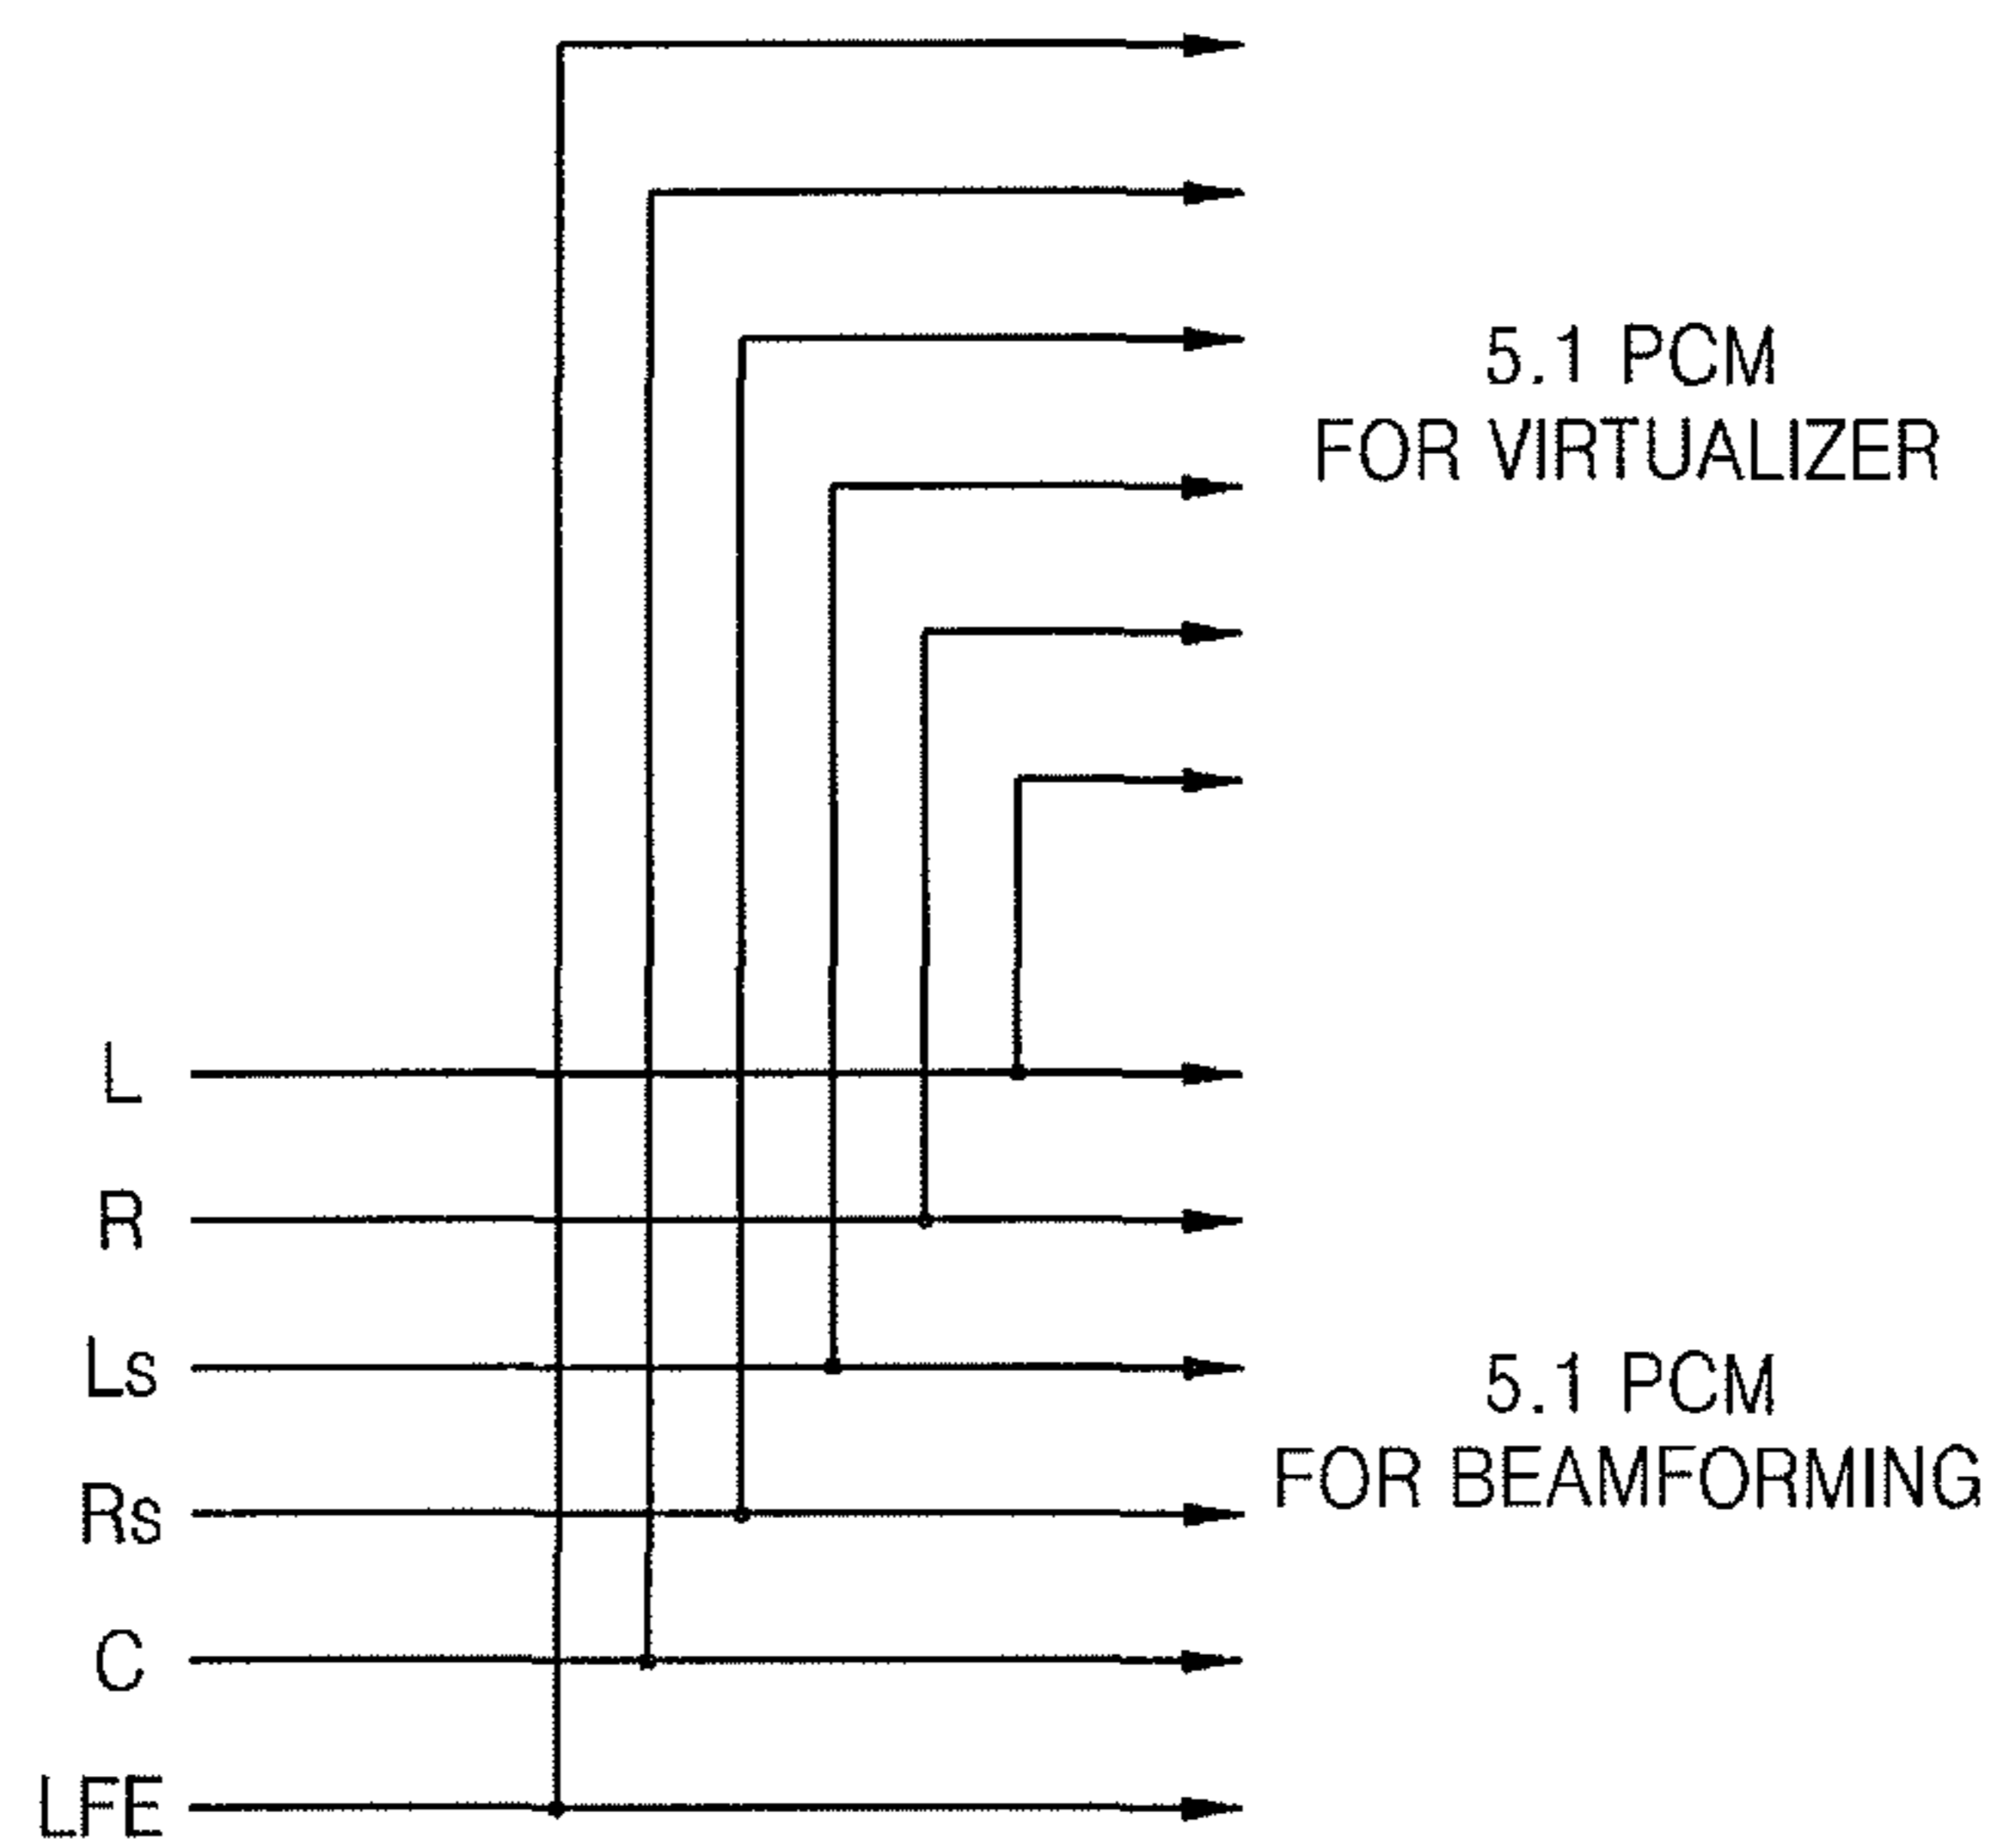 5.1 PCM
FOR VIRTUALIZER
L
R
Ls
5.1 PCM
FOR BEAMFORMING
Rs
C
LFE